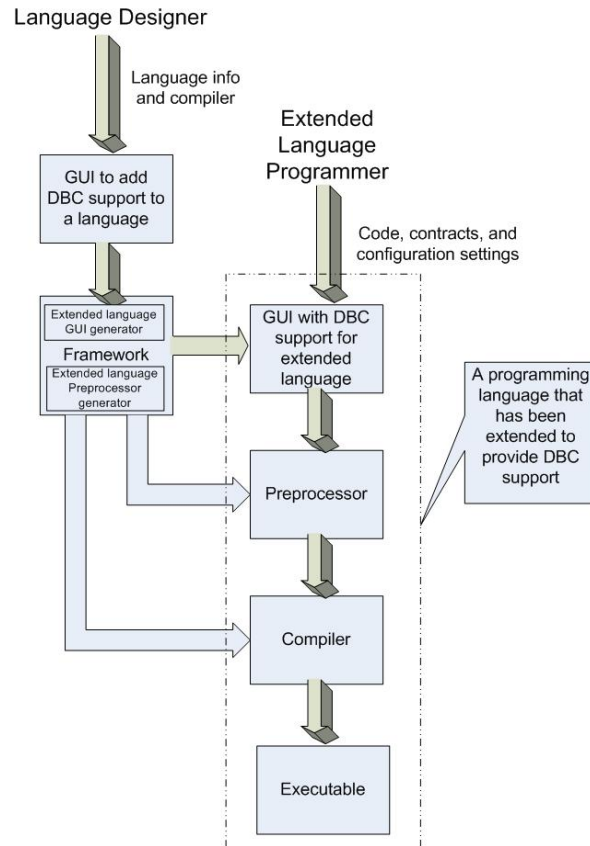 Language Designer
Language info
and compiler
GUI to add
DBC support to
a language
Extended
Language
Programmer
Code, contracts, and
configuration settings
Extended language
GUI generator
Framework
Extended language
Preprocessor
generator
GUI with DBC
support for
extended
language
A programming
language that
has been
extended to
provide DBC
support
Preprocessor
Compiler
Executable